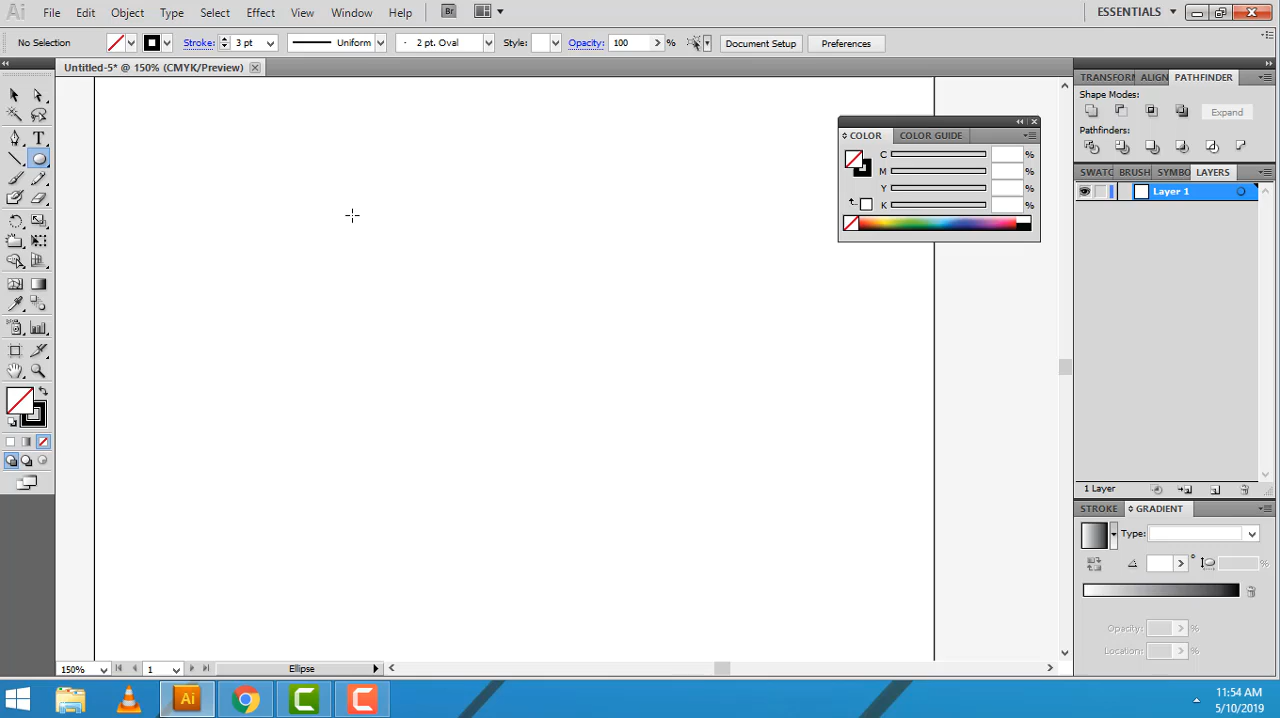 Ai File Edit Object Type Select Effect View Window Help Br ESSENTIALS
No Selection Stroke: 3 pt Uniform 2 pt. Oval Style: Opacity: 100 % Document Setup Preferences
Untitled-5* @ 150% (CMYK/Preview)
TRANSFORM ALIGN PATHFINDER
Shape Modes:
Expand
Pathfinders:
COLOR COLOR GUIDE
C %
M %
Y %
K %
SWATC BRUSH SYMBO LAYERS
Layer 1
1 Layer
STROKE GRADIENT
Type:
°
%
Opacity: %
Location: %
150% 1 Ellipse
Ai C C
11:54 AM
5/10/2019